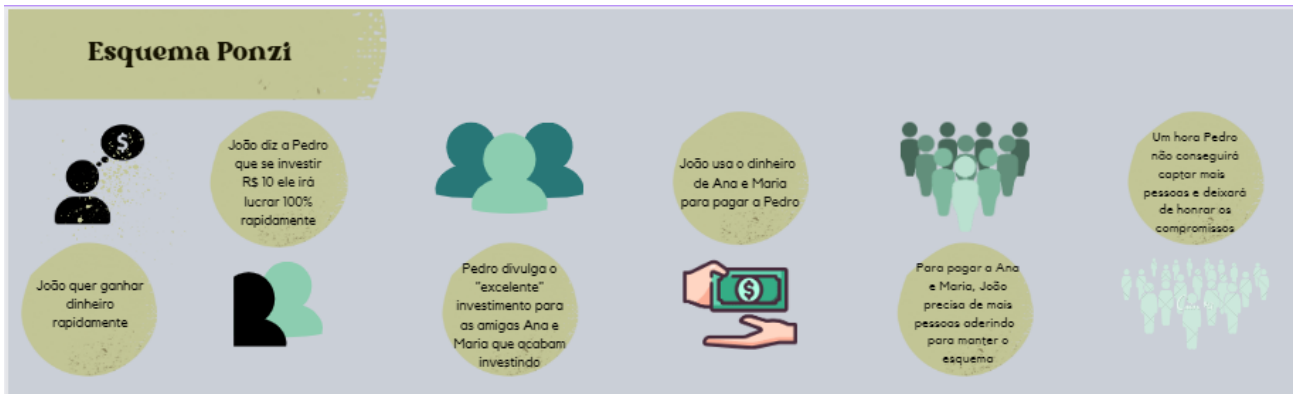 Esquema Ponzi
João quer ganhar
dinheiro
rapidamente
João diz a Pedro
que se investir
R$ 10 ele irá
lucrar 100%
rapidamente
Pedro divulga o
"excelente"
investimento para
as amigas Ana e
Maria que acabam
investindo
João usa o dinheiro
de Ana e Maria
para pagar a Pedro
Para pagar a Ana
e Maria, João
precisa de mais
pessoas aderindo
para manter o
esquema
Um hora Pedro
não conseguirá
captar mais
pessoas e deixará
de honrar os
compromissos